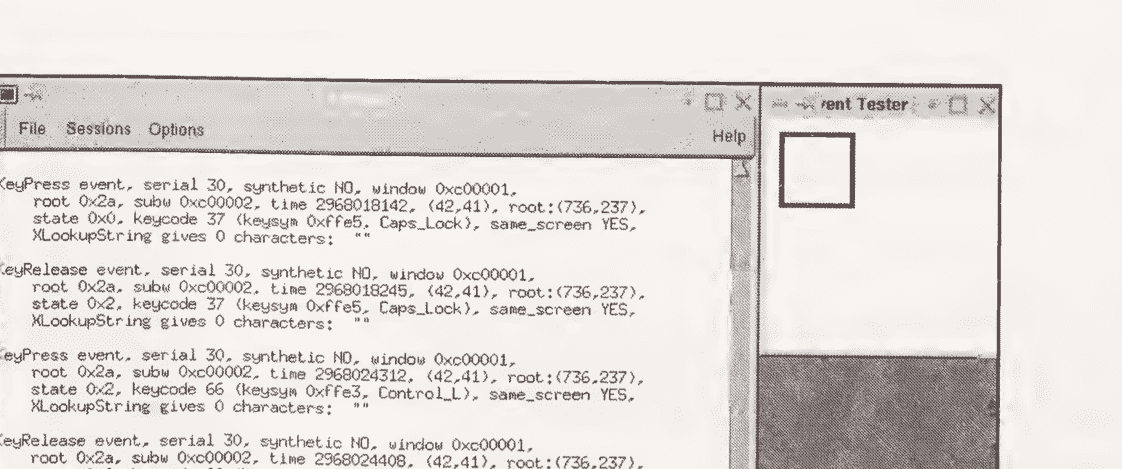 ent Tester
File Sessions Options Help
KeyPress event, serial 30, synthetic NO, window 0xc00001,
root 0x2a, subw 0xc00002, time 2968018142, (42,41), root:(736,237),
state 0x0, keycode 37 (keysym 0xffe5, Caps_Lock), same_screen YES,
XLookupString gives 0 characters: ""
KeyRelease event, serial 30, synthetic NO, window 0xc00001,
root 0x2a, subw 0xc00002, time 2968018245, (42,41), root:(736,237),
state 0x2, keycode 37 (keysym 0xffe5, Caps_Lock), same_screen YES,
XLookupString gives 0 characters: ""
KeyPress event, serial 30, synthetic NO, window 0xc00001,
root 0x2a, subw 0xc00002, time 2968024312, (42,41), root:(736,237),
state 0x2, keycode 66 (keysym 0xffe3, Control_L), same_screen YES,
XLookupString gives 0 characters: ""
KeyRelease event, serial 30, synthetic NO, window 0xc00001,
root 0x2a, subw 0xc00002, time 2968024408, (42,41), root:(736,237),